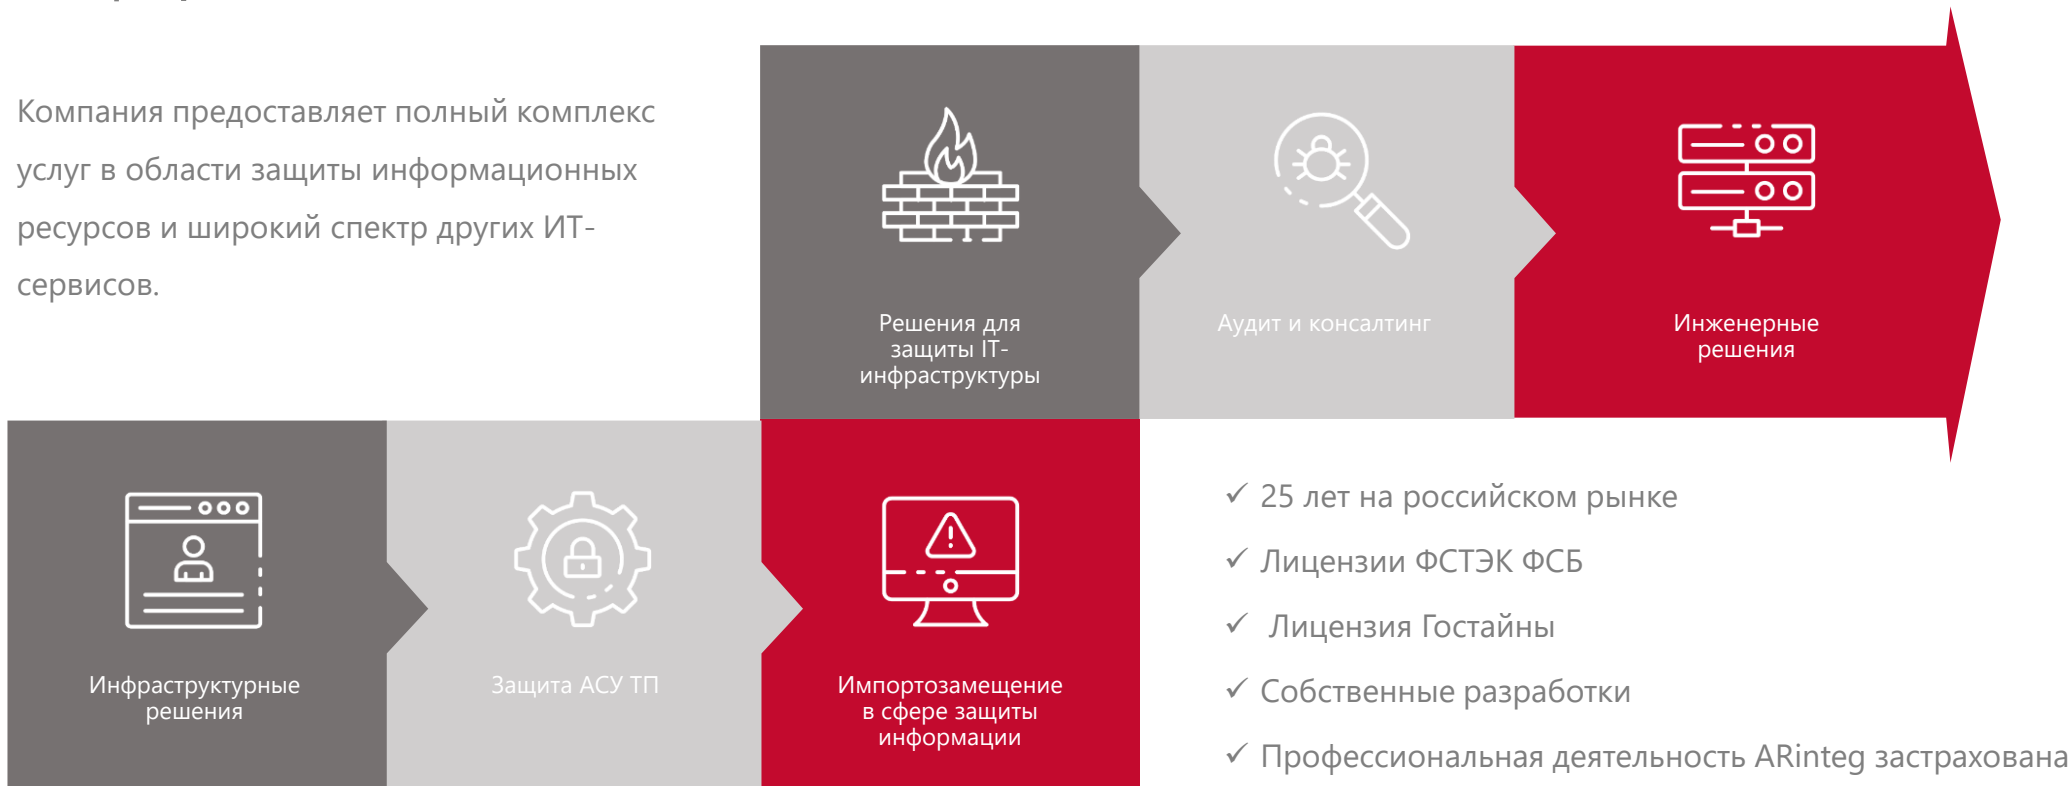 Компания предоставляет полный комплекс
услуг в области защиты информационных
ресурсов и широкий спектр других ИТ-
сервисов.
Решения для
защиты IT-
инфраструктуры
Аудит и консалтинг
Инженерные
решения
Инфраструктурные
решения
Защита АСУ ТП
Импортозамещение
в сфере защиты
информации
✓ 25 лет на российском рынке
✓ Лицензии ФСТЭК ФСБ
✓ Лицензия Гостайны
✓ Собственные разработки
✓ Профессиональная деятельность ARinteg застрахована